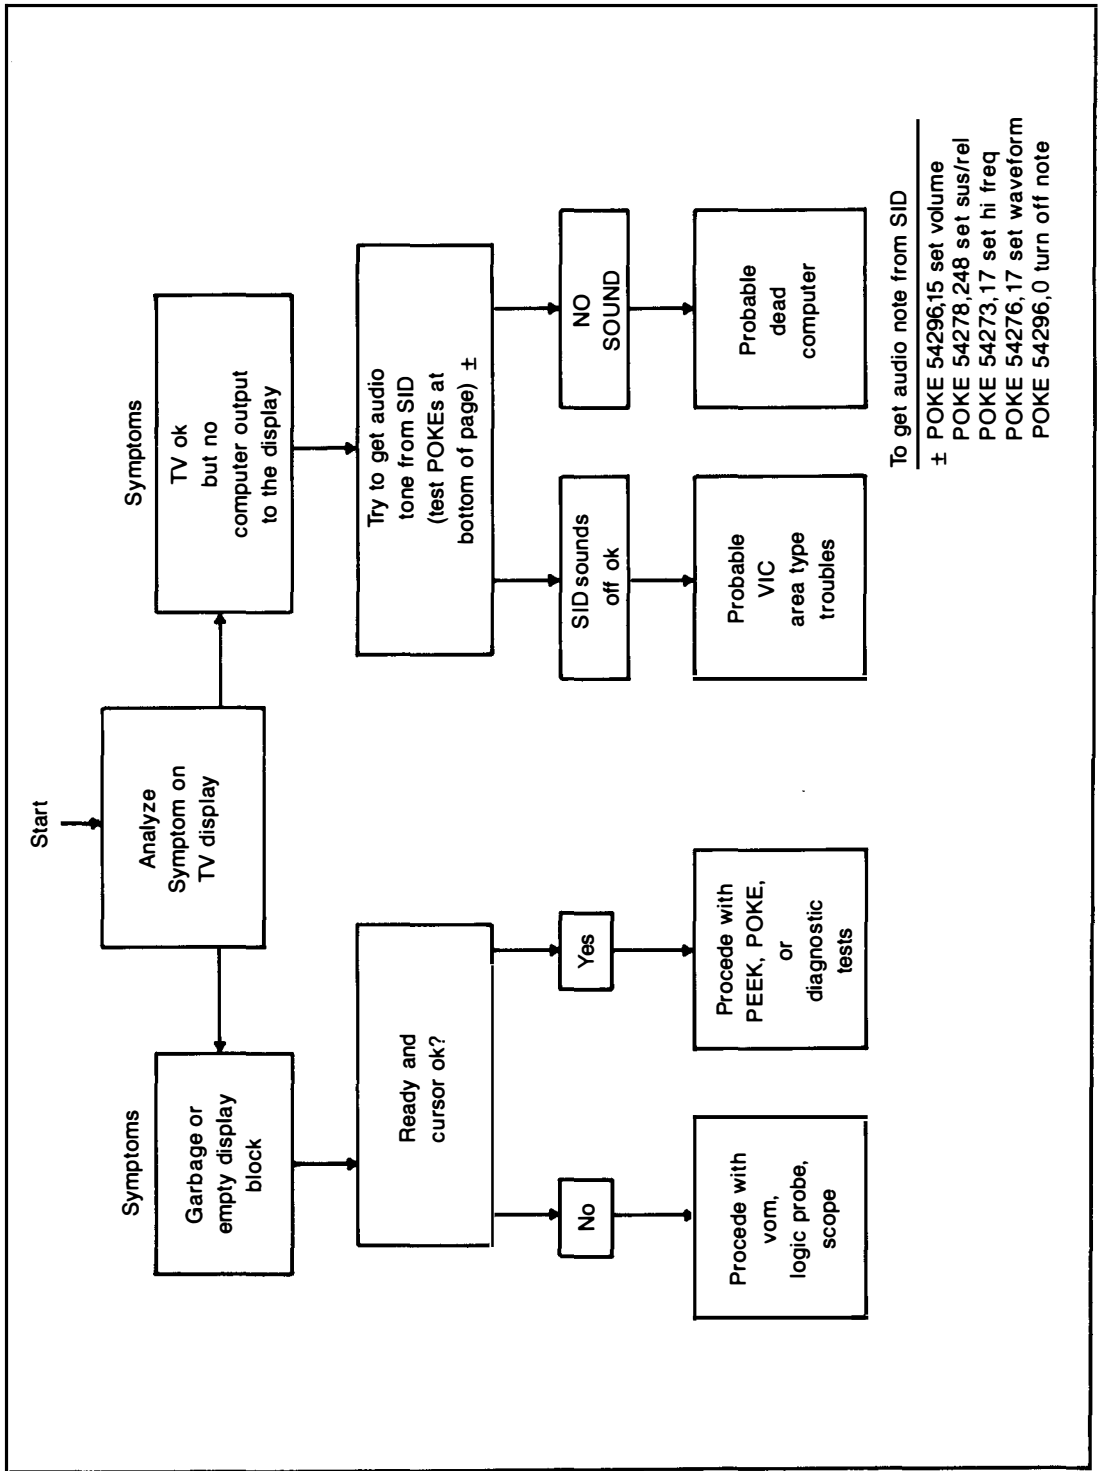 Start
Analyze
Symptom on
TV display
Symptoms
Garbage or
empty display
block
Ready and
cursor ok?
No
Procede with
vom,
logic probe,
scope
Yes
Procede with
PEEK, POKE,
or
diagnostic
tests
Symptoms
TV ok
but no
computer output
to the display
Try to get audio
tone from SID
(test POKEs at
bottom of page) ±
SID sounds
off ok
Probable
VIC
area type
troubles
NO
SOUND
Probable
dead
computer
To get audio note from SID
± POKE 54296,15 set volume
POKE 54278,248 set sus/rel
POKE 54273,17 set hi freq
POKE 54276,17 set waveform
POKE 54296,0 turn off note